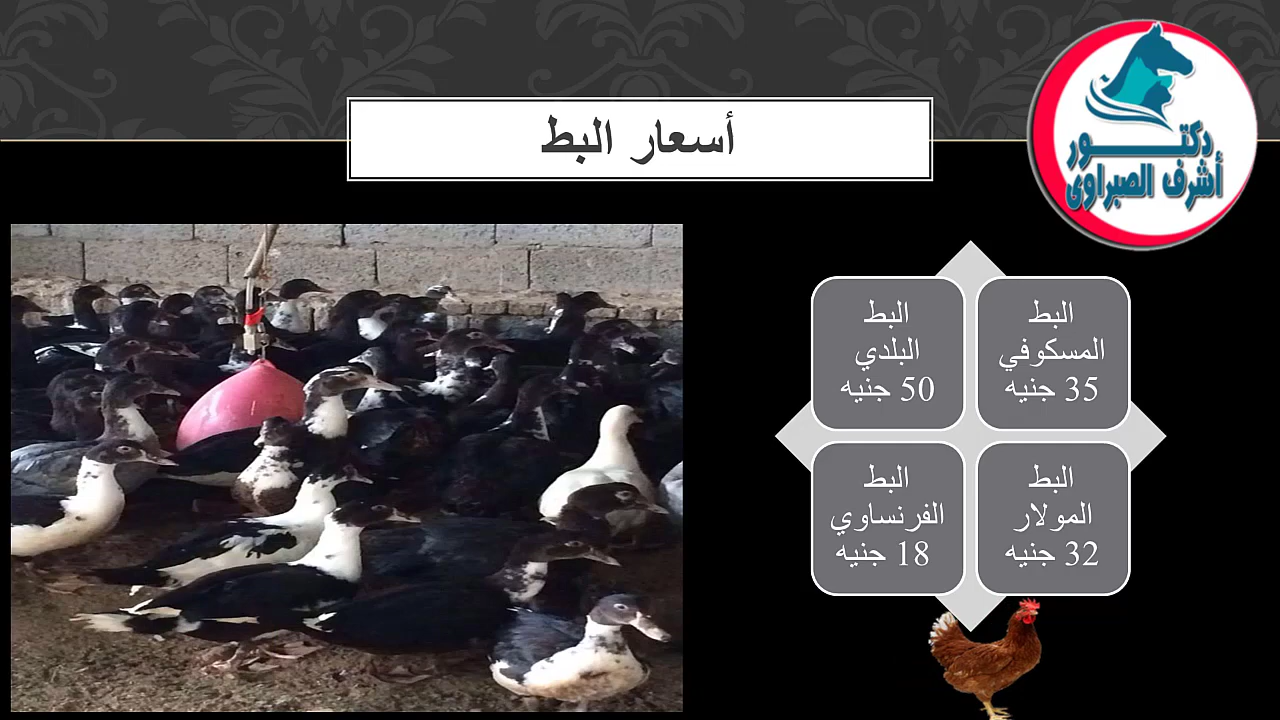 أسعار البط
دكتور
أشرف الصبراوى
البط
المسكوفي
35 جنيه
البط
البلدي
50 جنيه
البط
المولار
32 جنيه
البط
الفرنساوي
18 جنيه